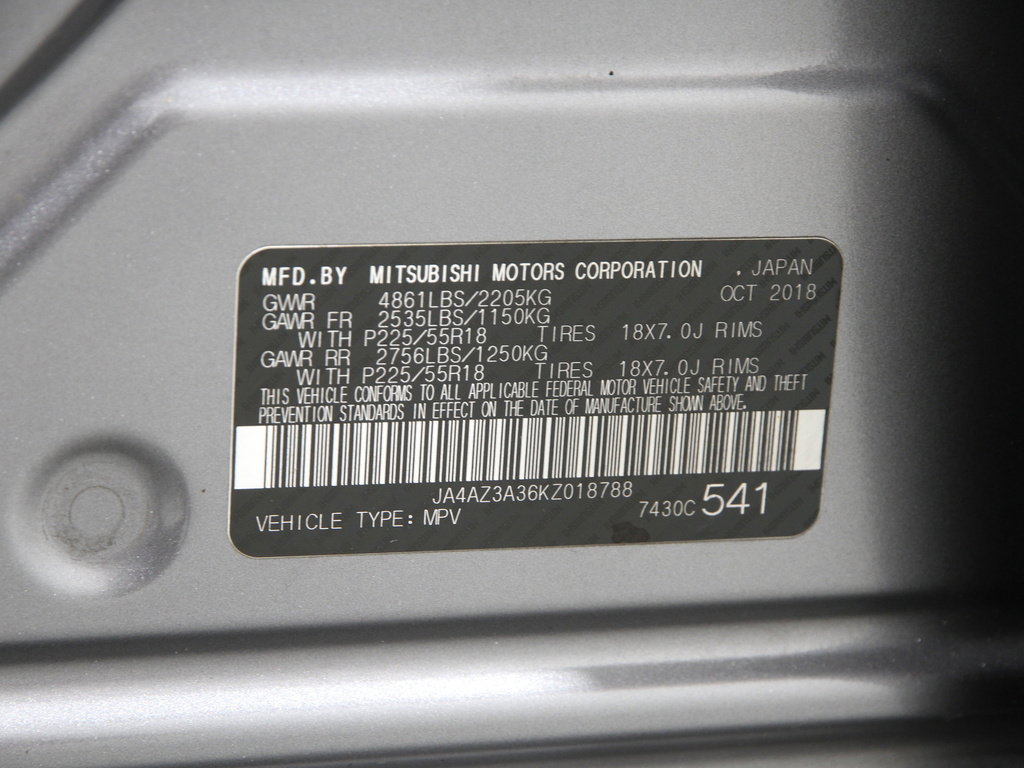 MFD.BY MITSUBISHI MOTORS CORPORATION . JAPAN
GVWR 4861LBS/2205KG OCT 2018
GAWR FR 2535LBS/1150KG
WITH P225/55R18 TIRES 18X7.0J RIMS
GAWR RR 2756LBS/1250KG
WITH P225/55R18 TIRES 18X7.0J RIMS
THIS VEHICLE CONFORMS TO ALL APPLICABLE FEDERAL MOTOR VEHICLE SAFETY AND THEFT
PREVENTION STANDARDS IN EFFECT ON THE DATE OF MANUFACTURE SHOWN ABOVE.
JA4AZ3A36KZ018788
VEHICLE TYPE: MPV 7430C 541